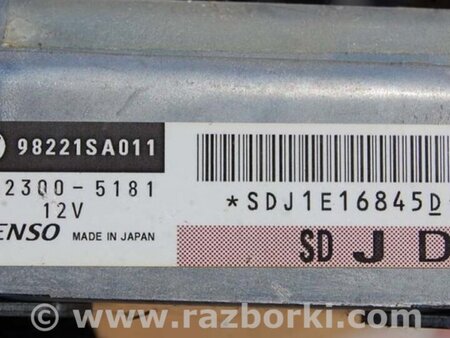 98221SA011
2300-5181
12V
ENSO MADE IN JAPAN
*SDJ1E16845D
SD J D
© www.razborki.com